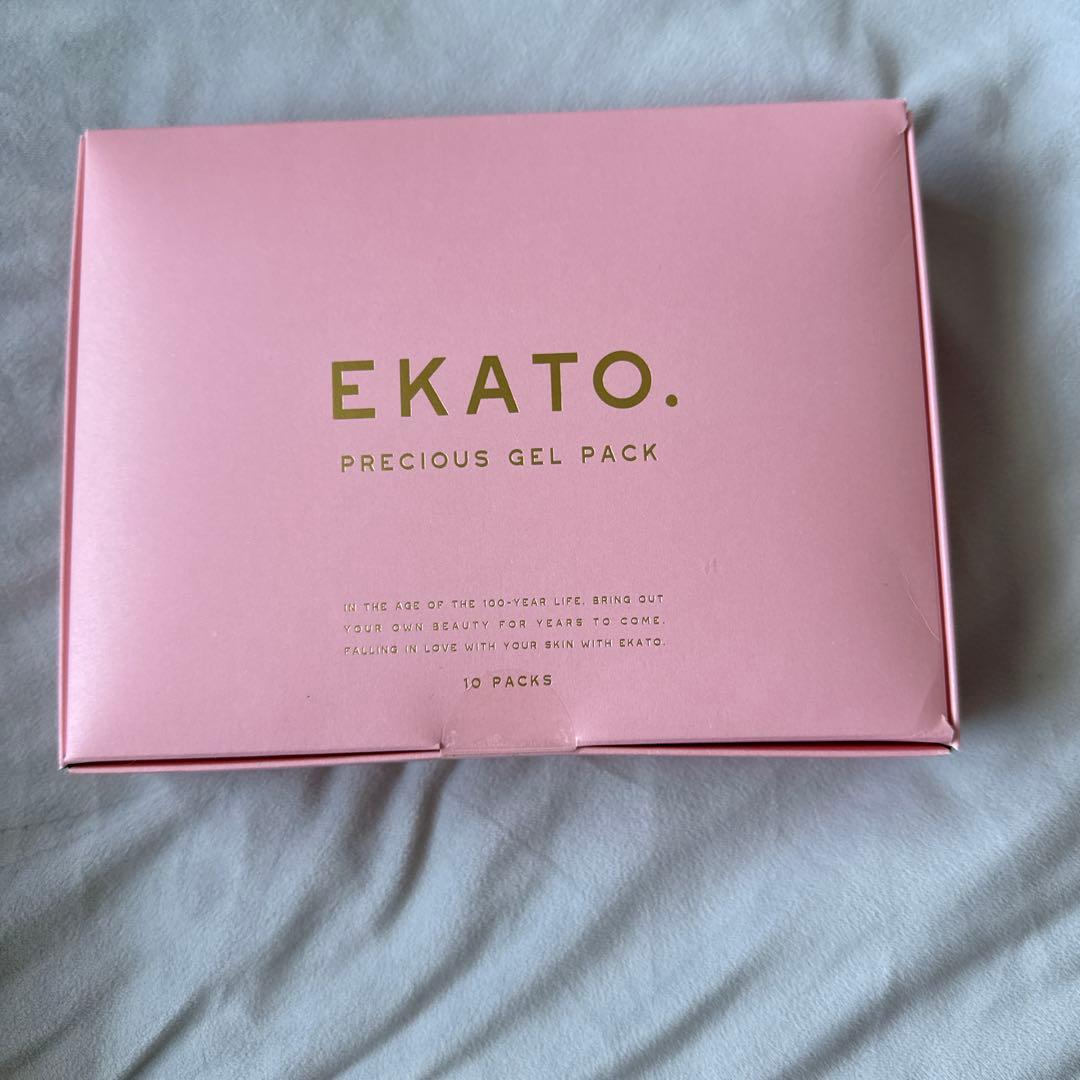 EKATO.
PRECIOUS GEL PACK
IN THE AGE OF THE 100-YEAR LIFE, BRING OUT
YOUR OWN BEAUTY FOR YEARS TO COME.
FALLING IN LOVE WITH YOUR SKIN WITH EKATO.
10 PACKS